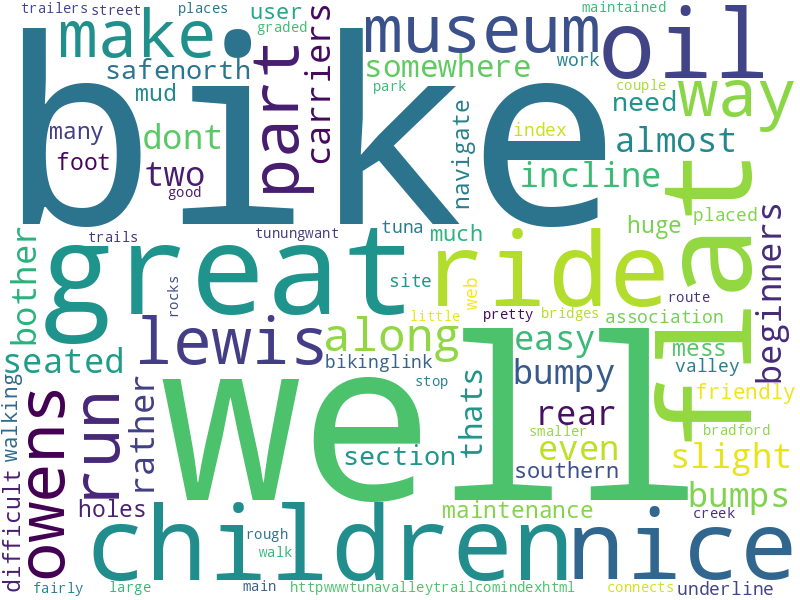 trailers street places maintained
user graded
make museum oil
safenorth part carriers somewhere work
bike
mud park couple need way
many dont navigate index almost
foot two incline
good flat
bother trails tunungwant tuna much huge placed beginners
great ride
rocks site web route
lewis along little pretty bridges association
seated bikinglink easy mess valley
stop bumpy friendly
walking owens run rather well thats rear smaller bradford
section even slight
southern bumps
difficult holes maintenance creek
children nice
rough walk
fairly large main httpwwwtunavalleytrailcomindexhtml connects underline